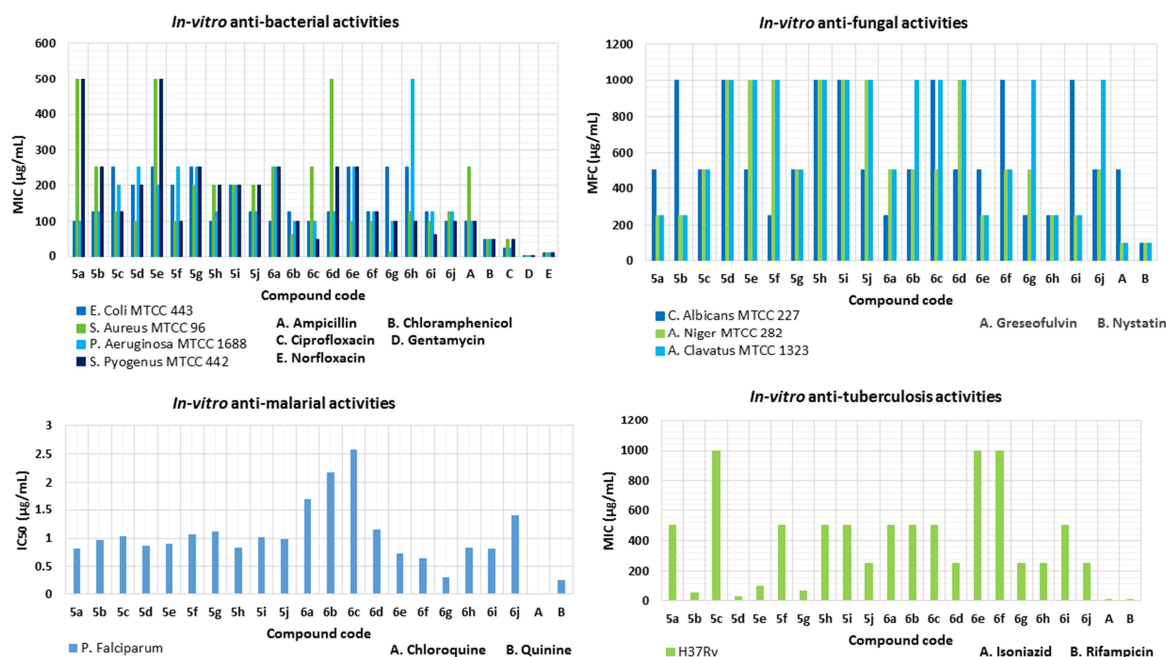 In-vitro anti-bacterial activities
600
500
400
300
200
100
0
MIC (µg/mL)
5a 5b 5c 5d 5e 5f 5g 5h 5i 5j 6a 6b 6c 6d 6e 6f 6g 6h 6i 6j A B C D E
Compound code
E. Coli MTCC 443
S. Aureus MTCC 96
P. Aeruginosa MTCC 1688
S. Pyogenus MTCC 442
A. Ampicillin B. Chloramphenicol
C. Ciprofloxacin D. Gentamycin
E. Norfloxacin
In-vitro anti-fungal activities
1200
1000
800
600
400
200
0
MFC (µg/mL)
5a 5b 5c 5d 5e 5f 5g 5h 5i 5j 6a 6b 6c 6d 6e 6f 6g 6h 6i 6j A B
Compound code
C. Albicans MTCC 227
A. Niger MTCC 282
A. Clavatus MTCC 1323
A. Greseofulvin B. Nystatin
In-vitro anti-malarial activities
3
2.5
2
1.5
1
0.5
0
IC50 (µg/mL)
5a 5b 5c 5d 5e 5f 5g 5h 5i 5j 6a 6b 6c 6d 6e 6f 6g 6h 6i 6j A B
Compound code
P. Falciparum
A. Chloroquine B. Quinine
In-vitro anti-tuberculosis activities
1200
1000
800
600
400
200
0
MIC (µg/mL)
5a 5b 5c 5d 5e 5f 5g 5h 5i 5j 6a 6b 6c 6d 6e 6f 6g 6h 6i 6j A B
Compound code
H37Rv
A. Isoniazid B. Rifampicin